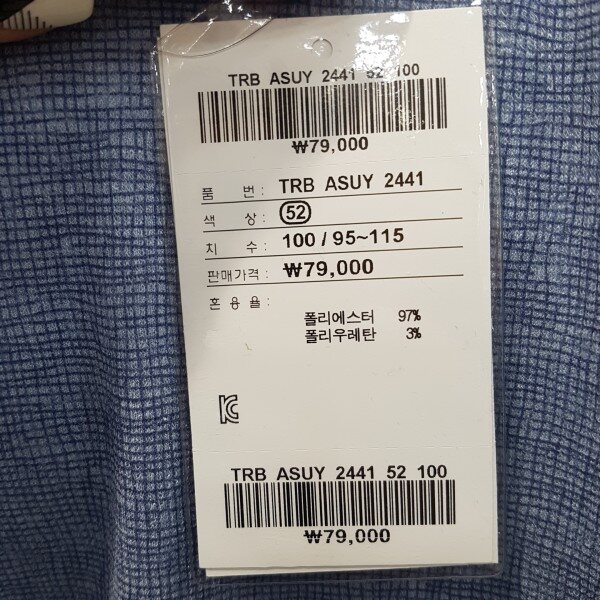 TRB ASUY 2441 52 100
₩79,000
품 번 : TRB ASUY 2441
색 상 : 52
치 수 : 100 / 95~115
판매가격 : ₩79,000
혼 용 율 :
폴리에스터 97%
폴리우레탄 3%
KC
TRB ASUY 2441 52 100
₩79,000